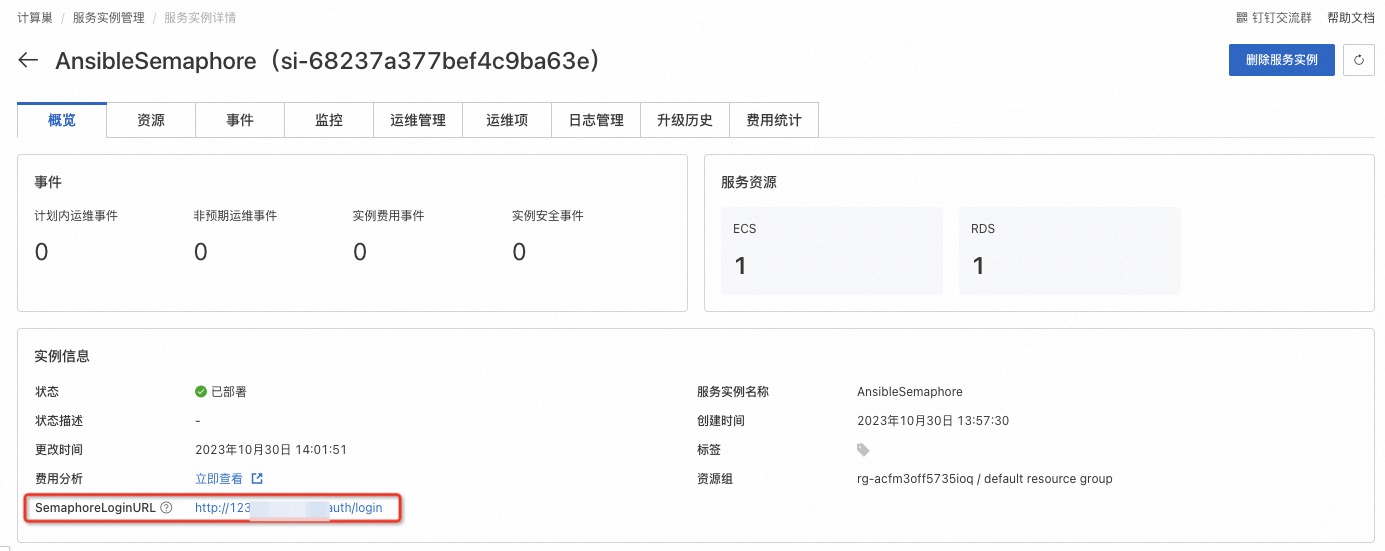 计算巢 / 服务实例管理 / 服务实例详情
钉钉交流群 帮助文档
AnsibleSemaphore（si-68237a377bef4c9ba63e）
删除服务实例
概览 资源 事件 监控 运维管理 运维项 日志管理 升级历史 费用统计
事件
计划内运维事件 非预期运维事件 实例费用事件 实例安全事件
0 0 0 0
服务资源
ECS RDS
1 1
实例信息
状态 已部署 服务实例名称 AnsibleSemaphore
状态描述 - 创建时间 2023年10月30日 13:57:30
更改时间 2023年10月30日 14:01:51 标签
费用分析 立即查看 资源组 rg-acfm3off5735ioq / default resource group
SemaphoreLoginURL http://123 auth/login